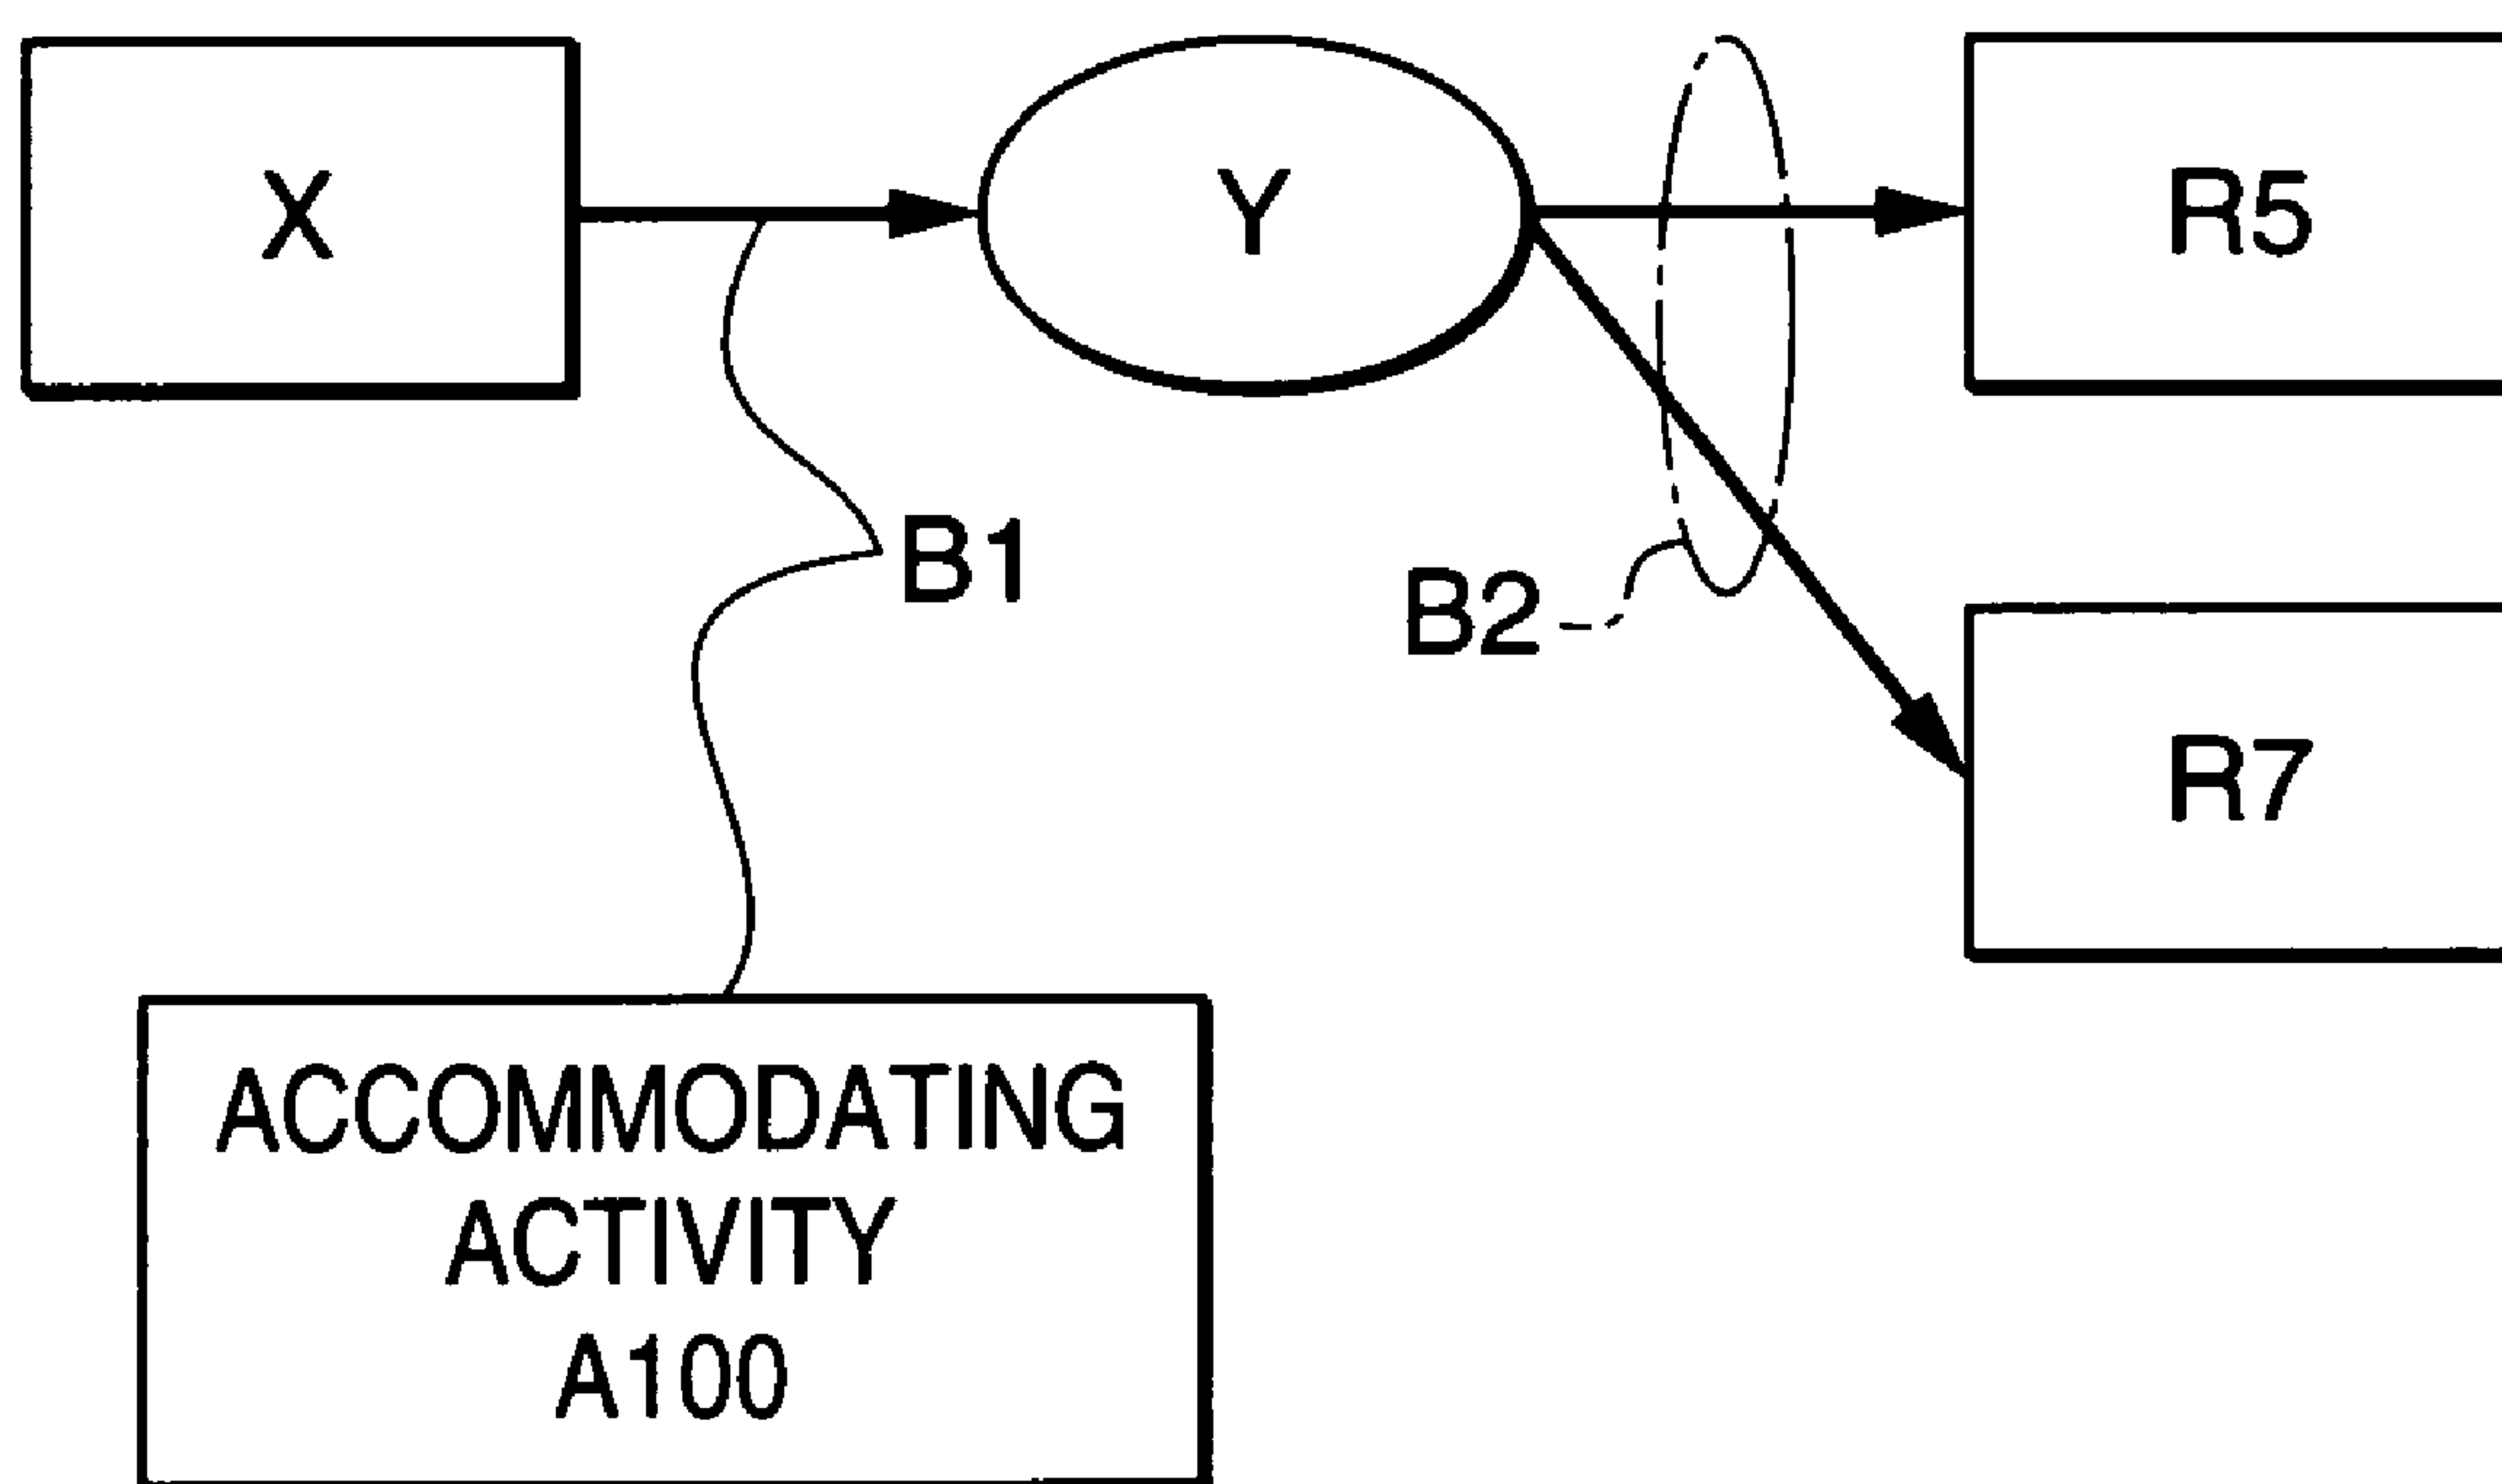 X
Y
R5
B1
B2
R7
ACCOMMODATING
ACTIVITY
A100